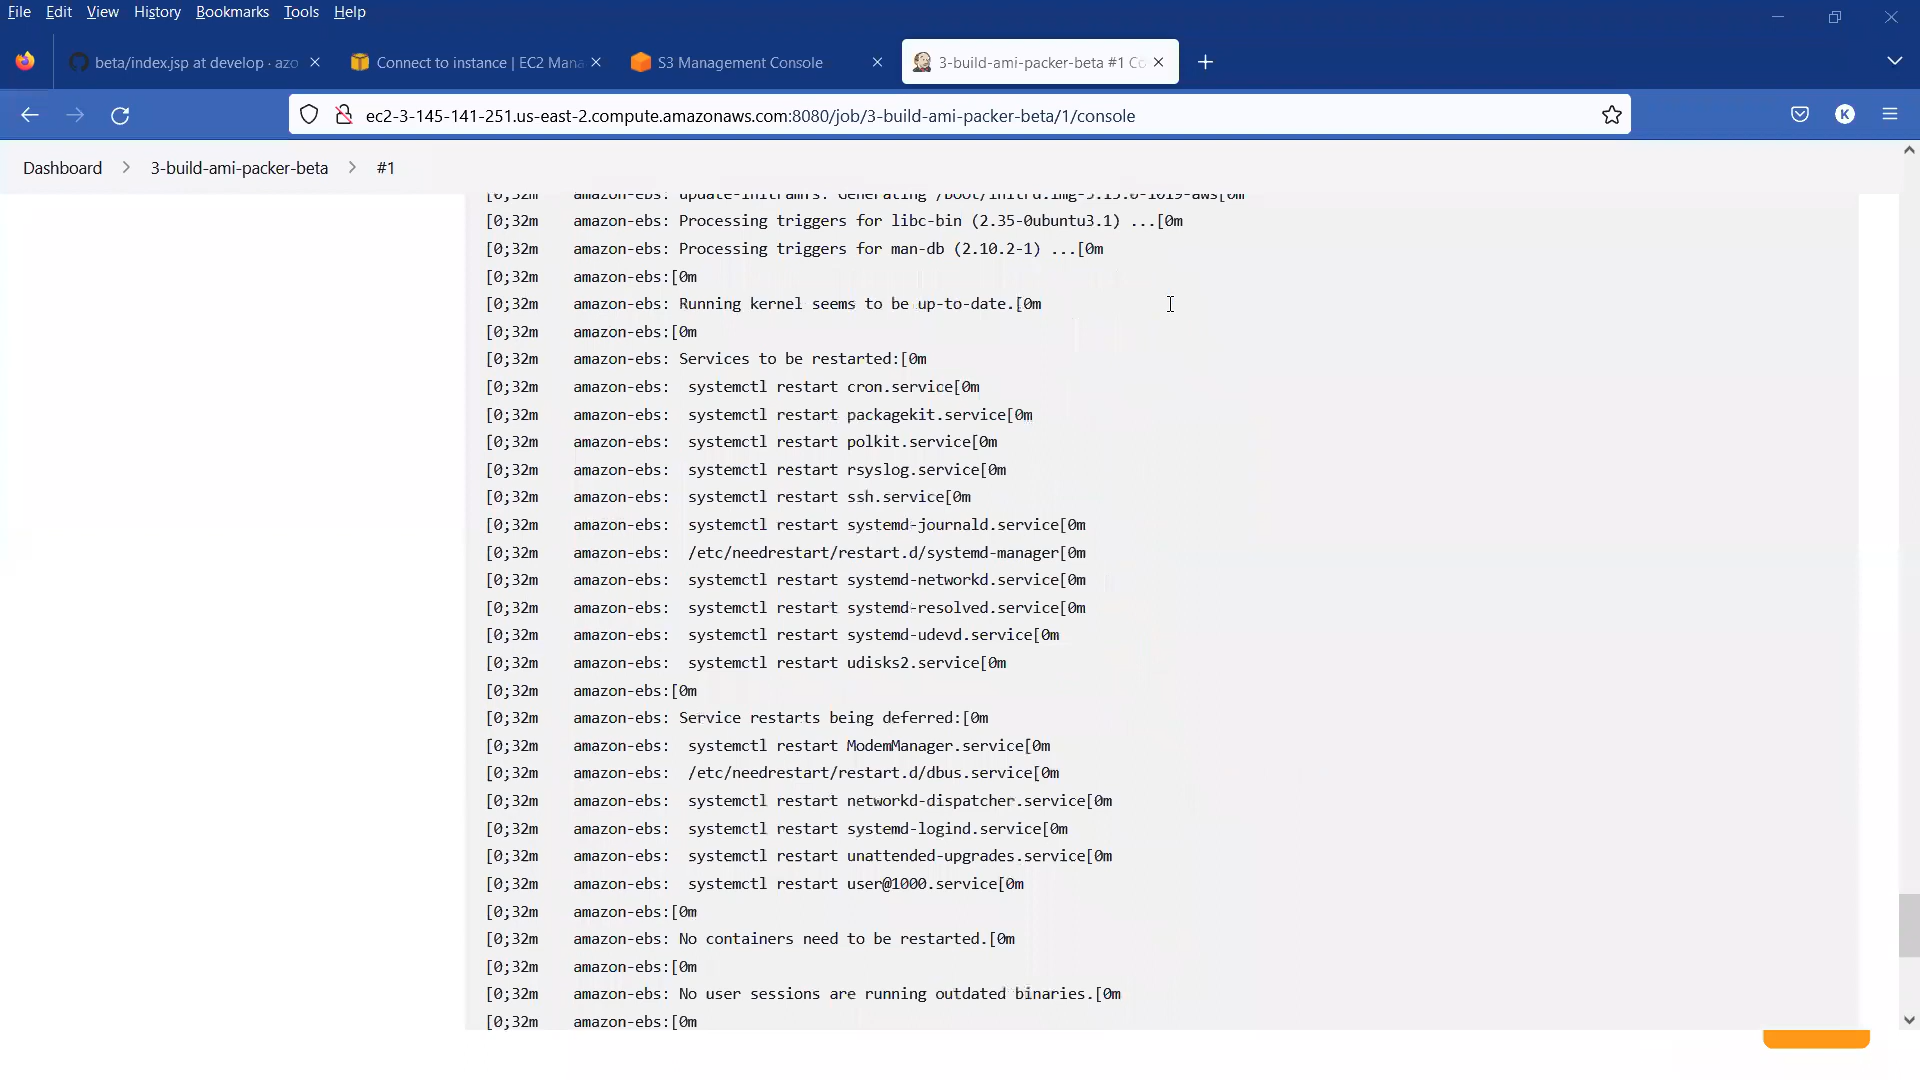 File Edit View History Bookmarks Tools Help
beta/index.jsp at develop · azo
Connect to instance | EC2 Mana
S3 Management Console
3-build-ami-packer-beta #1 Co
ec2-3-145-141-251.us-east-2.compute.amazonaws.com:8080/job/3-build-ami-packer-beta/1/console
K
Dashboard > 3-build-ami-packer-beta > #1
[0;32m    amazon-ebs: update-initramfs: Generating /boot/initrd.img-5.15.0-1019-aws[0m
[0;32m    amazon-ebs: Processing triggers for libc-bin (2.35-0ubuntu3.1) ...[0m
[0;32m    amazon-ebs: Processing triggers for man-db (2.10.2-1) ...[0m
[0;32m    amazon-ebs:[0m
[0;32m    amazon-ebs: Running kernel seems to be up-to-date.[0m
[0;32m    amazon-ebs:[0m
[0;32m    amazon-ebs: Services to be restarted:[0m
[0;32m    amazon-ebs:  systemctl restart cron.service[0m
[0;32m    amazon-ebs:  systemctl restart packagekit.service[0m
[0;32m    amazon-ebs:  systemctl restart polkit.service[0m
[0;32m    amazon-ebs:  systemctl restart rsyslog.service[0m
[0;32m    amazon-ebs:  systemctl restart ssh.service[0m
[0;32m    amazon-ebs:  systemctl restart systemd-journald.service[0m
[0;32m    amazon-ebs:  /etc/needrestart/restart.d/systemd-manager[0m
[0;32m    amazon-ebs:  systemctl restart systemd-networkd.service[0m
[0;32m    amazon-ebs:  systemctl restart systemd-resolved.service[0m
[0;32m    amazon-ebs:  systemctl restart systemd-udevd.service[0m
[0;32m    amazon-ebs:  systemctl restart udisks2.service[0m
[0;32m    amazon-ebs:[0m
[0;32m    amazon-ebs: Service restarts being deferred:[0m
[0;32m    amazon-ebs:  systemctl restart ModemManager.service[0m
[0;32m    amazon-ebs:  /etc/needrestart/restart.d/dbus.service[0m
[0;32m    amazon-ebs:  systemctl restart networkd-dispatcher.service[0m
[0;32m    amazon-ebs:  systemctl restart systemd-logind.service[0m
[0;32m    amazon-ebs:  systemctl restart unattended-upgrades.service[0m
[0;32m    amazon-ebs:  systemctl restart user@1000.service[0m
[0;32m    amazon-ebs:[0m
[0;32m    amazon-ebs: No containers need to be restarted.[0m
[0;32m    amazon-ebs:[0m
[0;32m    amazon-ebs: No user sessions are running outdated binaries.[0m
[0;32m    amazon-ebs:[0m